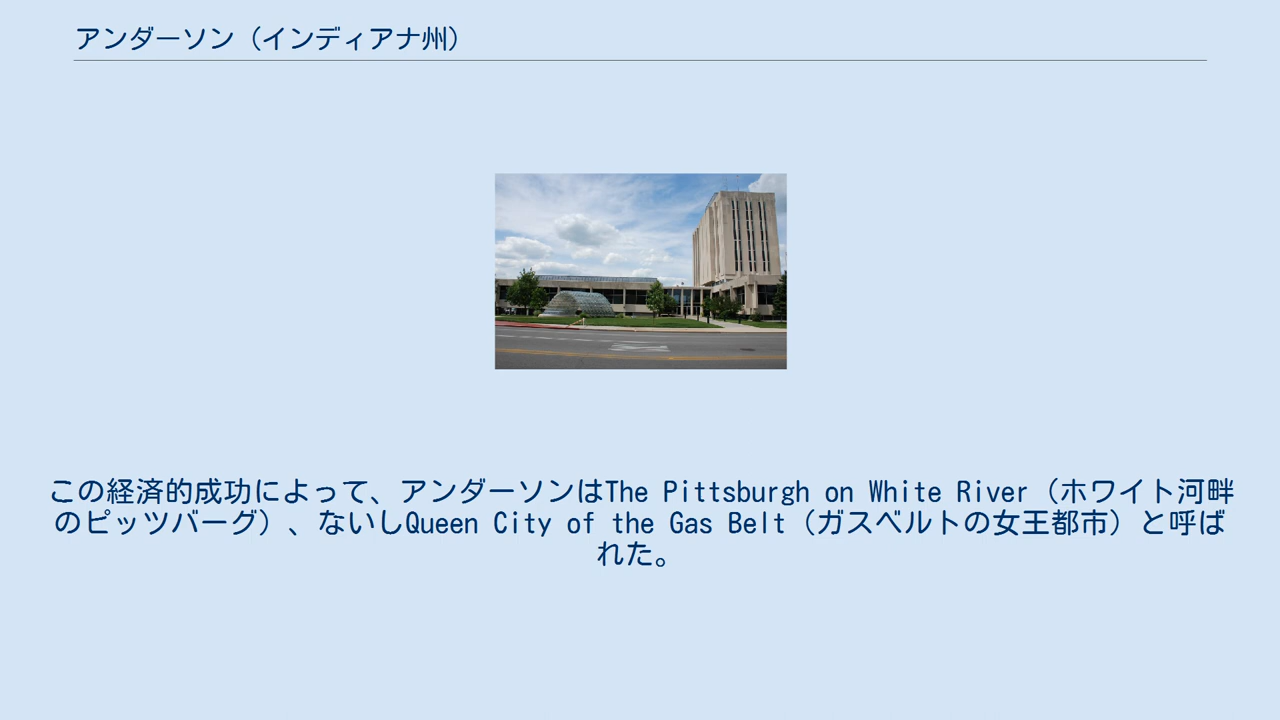 アンダーソン（インディアナ州）
この経済的成功によって、アンダーソンはThe Pittsburgh on White River（ホワイト河畔
のピッツバーグ）、ないしQueen City of the Gas Belt（ガスベルトの女王都市）と呼ば
れた。